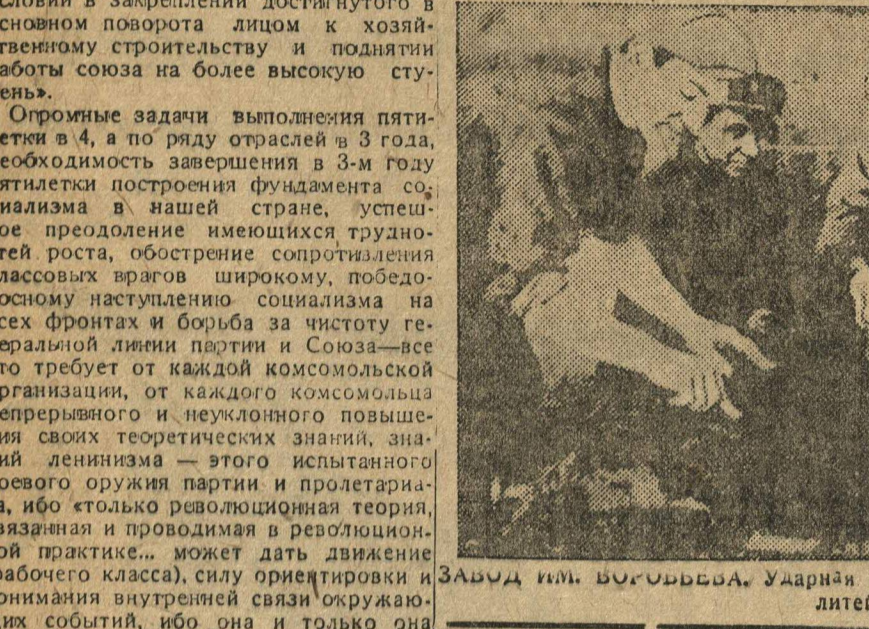 словий в закреплении достигнутого в
сновном поворота лицом к хозяй-
твенному строительству и поднятии
аботы союза на более высокую сту-
ень».
Огромные задачи выполнения пяти-
етки в 4, а по ряду отраслей в 3 года,
еобходимость завершения в 3-м году
ятилетки построения фундамента со-
иализма в нашей стране, успеш-
ое преодоление имеющихся трудно-
тей роста, обострение сопротивления
лассовых врагов широкому, победо-
осному наступлению социализма на
сех фронтах и борьба за чистоту ге-
еральной линии партии и Союза—все
то требует от каждой комсомольской
рганизации, от каждого комсомольца
епрерывного и неуклонного повыше-
ия своих теоретических знаний, зна-
ий ленинизма — этого испытанного
оевого оружия партии и пролетариа-
а, ибо «только революционная теория,
вязанная и проводимая в революцион-
ой практике... может дать движение
рабочего класса), силу ориентировки и
онимания внутренней связи окружаю-
их событий, ибо она и только она
ЗАВОД ИМ. ВОРОБЬЕВА. Ударная
литей